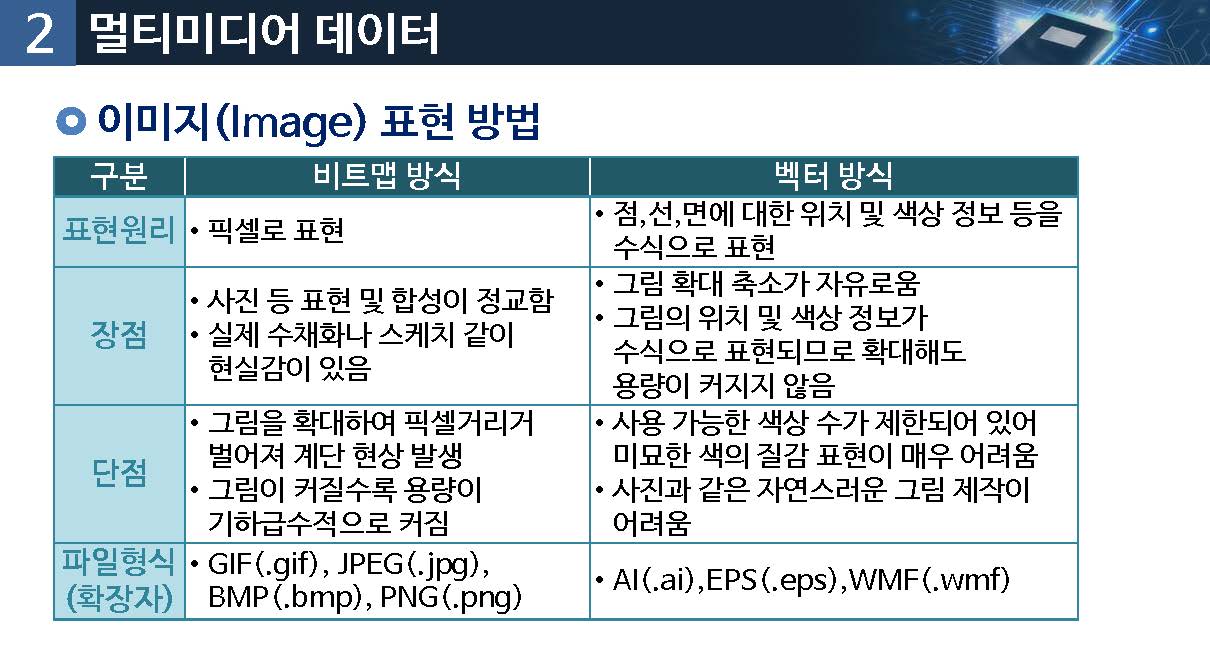 2 멀티미디어 데이터
이미지(Image) 표현 방법
구분 비트맵 방식 벡터 방식
표현원리
• 픽셀로 표현
• 점,선,면에 대한 위치 및 색상 정보 등을
수식으로 표현
장점
• 사진 등 표현 및 합성이 정교함
• 실제 수채화나 스케치 같이
현실감이 있음
• 그림 확대 축소가 자유로움
• 그림의 위치 및 색상 정보가
수식으로 표현되므로 확대해도
용량이 커지지 않음
단점
• 그림을 확대하여 픽셀거리거
벌어져 계단 현상 발생
• 그림이 커질수록 용량이
기하급수적으로 커짐
• 사용 가능한 색상 수가 제한되어 있어
미묘한 색의 질감 표현이 매우 어려움
• 사진과 같은 자연스러운 그림 제작이
어려움
파일형식
(확장자)
• GIF(.gif), JPEG(.jpg),
BMP(.bmp), PNG(.png)
• AI(.ai),EPS(.eps),WMF(.wmf)